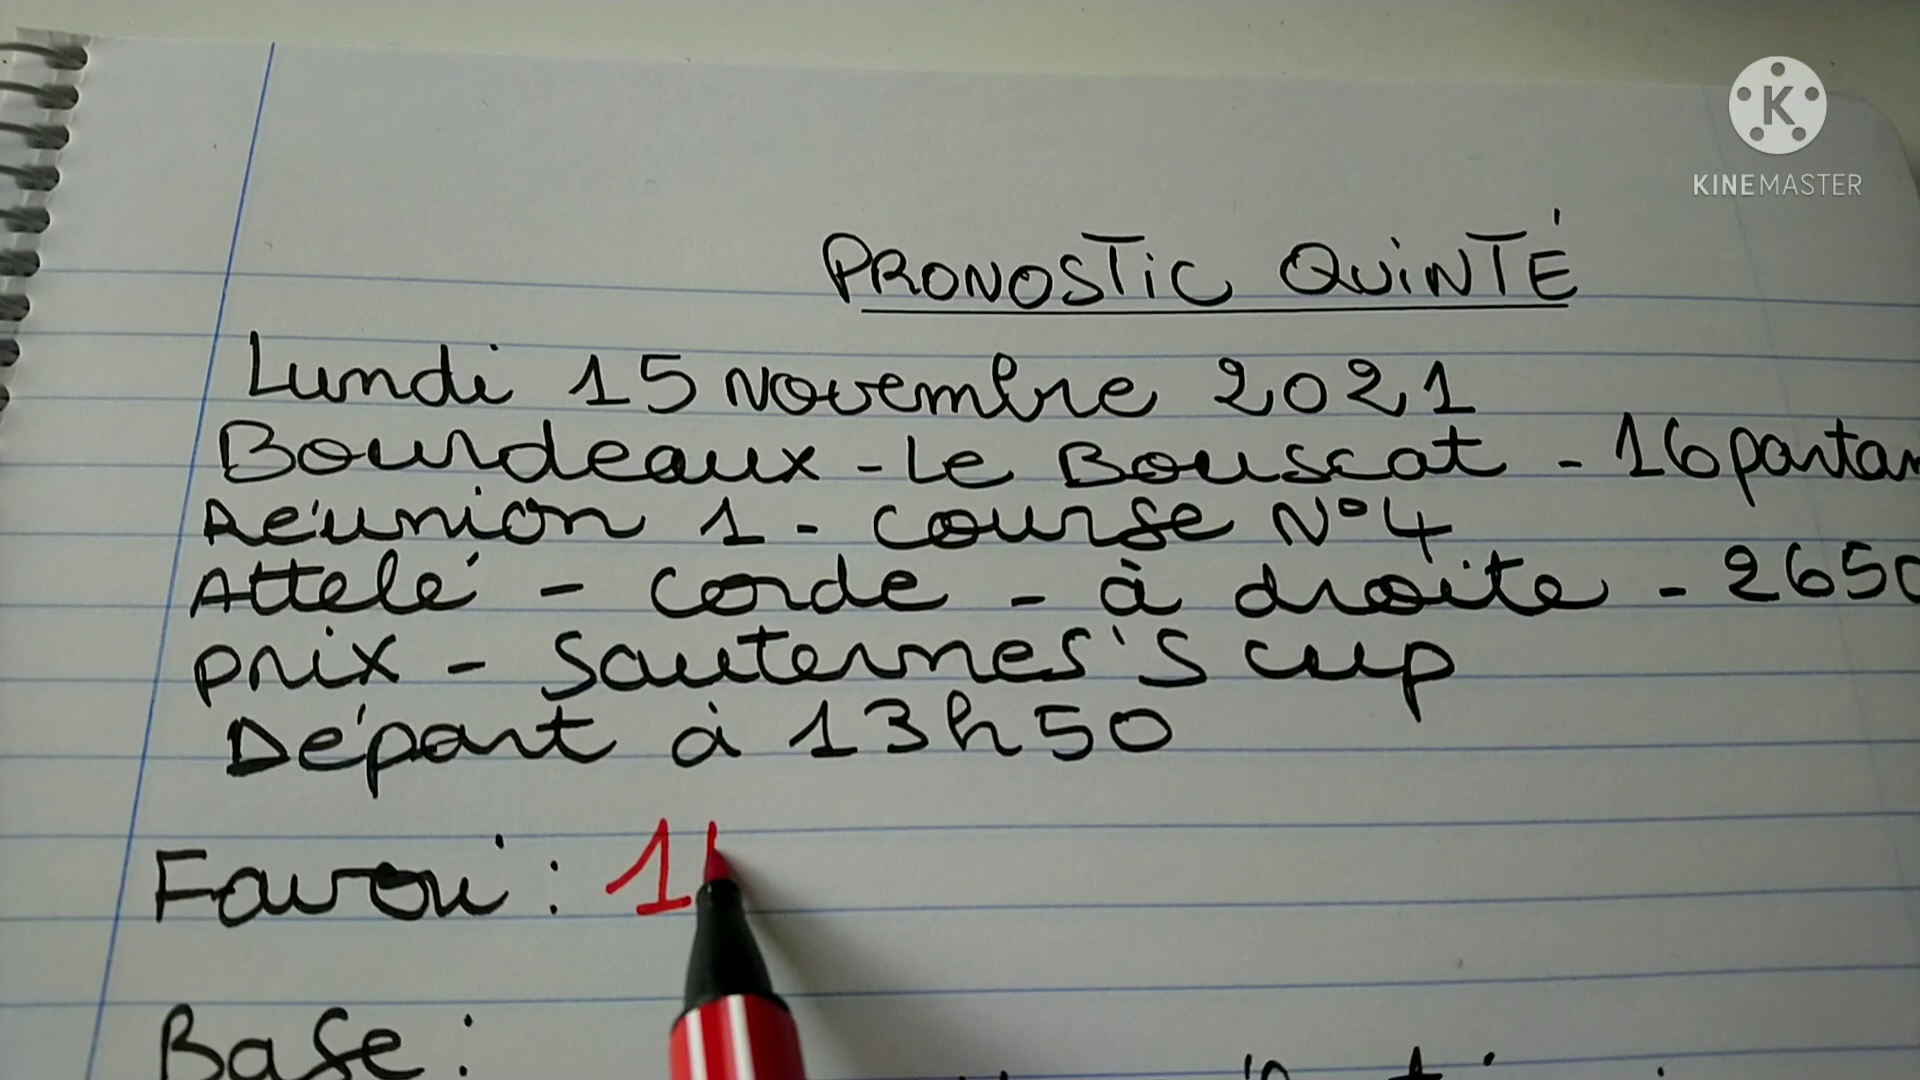 K
KINEMASTER
PRONOSTIC QUINTÉ
Lundi 15 novembre 2021
Bourdeaux - Le Bouscat - 16 partan
Réunion 1 - course N°4
Attelé - corde - à droite - 2650
prix - Sauternes's cup
Départ à 13h50
Favori : 1
Base :